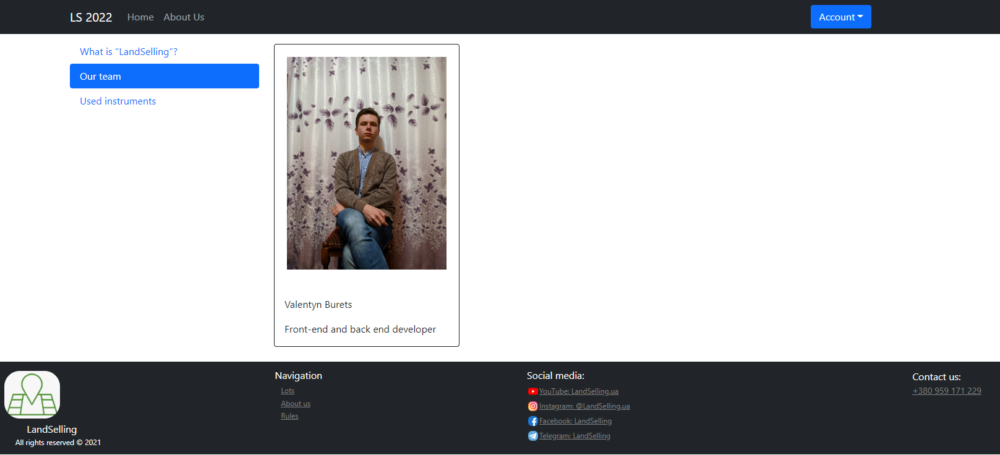 LS 2022 Home About Us Account
What is "LandSelling"?
Our team
Used instruments
Valentyn Burets
Front-end and back end developer
LandSelling
All rights reserved © 2021
Navigation
Lots
About us
Rules
Social media:
YouTube: LandSelling.ua
Instagram: @LandSelling.ua
Facebook: LandSelling
Telegram: LandSelling
Contact us:
+380 959 171 229